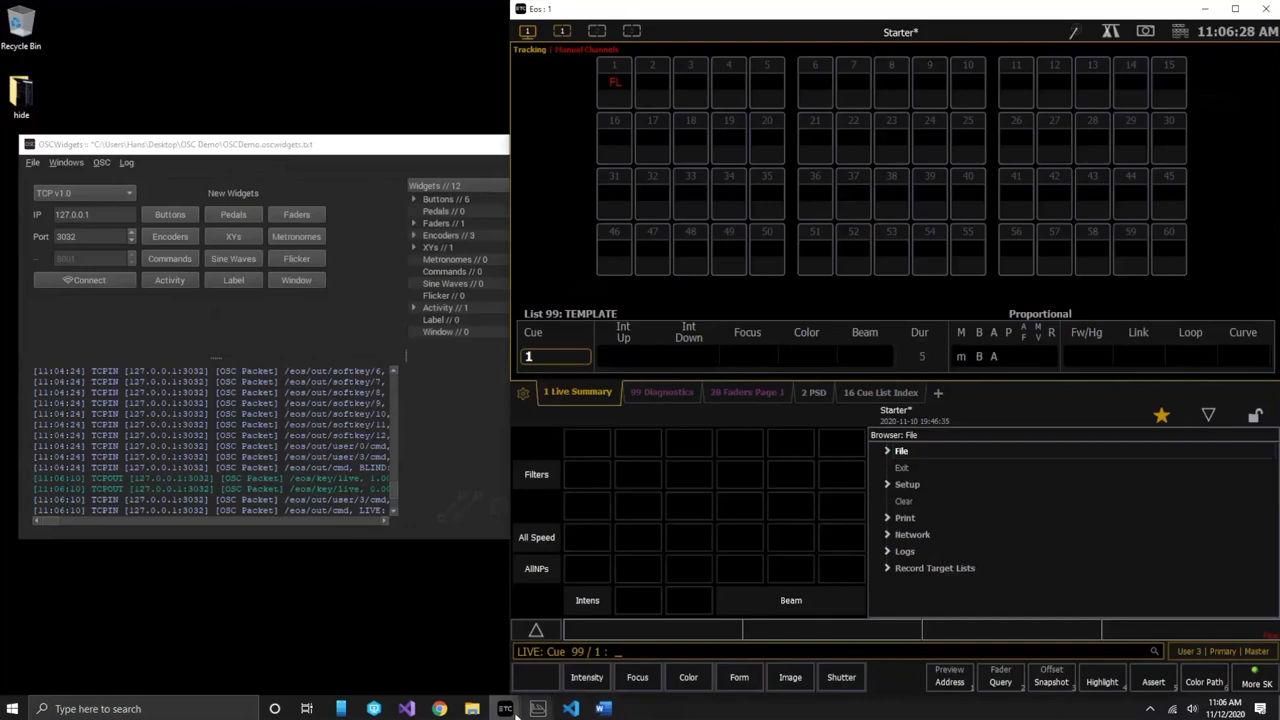 Recycle Bin
hide
OSCWidgets :: "C:\Users\Hans\Desktop\OSC Demo\OSCDemo.oscwidgets.txt
File Windows OSC Log
TCP v1.0 New Widgets
IP 127.0.0.1 Buttons Pedals Faders
Port 3032 Encoders XYs Metronomes
-- 8001 Commands Sine Waves Flicker
Connect Activity Label Window
Widgets // 12
Buttons // 6
Pedals // 0
Faders // 1
Encoders // 3
XYs // 1
Metronomes // 0
Commands // 0
Sine Waves // 0
Flicker // 0
Activity // 1
Label // 0
Window // 0
[11:04:24] TCPIN [127.0.0.1:3032] [OSC Packet] /eos/out/softkey/6,
[11:04:24] TCPIN [127.0.0.1:3032] [OSC Packet] /eos/out/softkey/7,
[11:04:24] TCPIN [127.0.0.1:3032] [OSC Packet] /eos/out/softkey/8,
[11:04:24] TCPIN [127.0.0.1:3032] [OSC Packet] /eos/out/softkey/9,
[11:04:24] TCPIN [127.0.0.1:3032] [OSC Packet] /eos/out/softkey/10,
[11:04:24] TCPIN [127.0.0.1:3032] [OSC Packet] /eos/out/softkey/11,
[11:04:24] TCPIN [127.0.0.1:3032] [OSC Packet] /eos/out/softkey/12,
[11:04:24] TCPIN [127.0.0.1:3032] [OSC Packet] /eos/out/user/0/cmd,
[11:04:24] TCPIN [127.0.0.1:3032] [OSC Packet] /eos/out/user/3/cmd,
[11:04:24] TCPIN [127.0.0.1:3032] [OSC Packet] /eos/out/cmd, BLIND:
[11:06:10] TCPOUT [127.0.0.1:3032] [OSC Packet] /eos/key/live, 1.00
[11:06:10] TCPOUT [127.0.0.1:3032] [OSC Packet] /eos/key/live, 0.00
[11:06:10] TCPIN [127.0.0.1:3032] [OSC Packet] /eos/out/user/3/cmd,
[11:06:10] TCPIN [127.0.0.1:3032] [OSC Packet] /eos/out/cmd, LIVE:
ETC Eos : 1
1 1 Starter* 11:06:28 AM
Tracking | Manual Channels
1 2 3 4 5 6 7 8 9 10 11 12 13 14 15
FL
16 17 18 19 20 21 22 23 24 25 26 27 28 29 30
31 32 33 34 35 36 37 38 39 40 41 42 43 44 45
46 47 48 49 50 51 52 53 54 55 56 57 58 59 60
List 99: TEMPLATE Proportional
Cue Int Up Int Down Focus Color Beam Dur M B A P AF MV R Fw/Hg Link Loop Curve
1 5 m B A
1 Live Summary 99 Diagnostics 28 Faders Page 1 2 PSD 16 Cue List Index +
Starter*
2020-11-10 19:46:35
Browser: File
File
Exit
Setup
Clear
Print
Network
Logs
Record Target Lists
Filters
All Speed
AllNPs
Intens Beam
LIVE: Cue 99 / 1 : _ User 3 | Primary | Master
Intensity Focus Color Form Image Shutter
Preview Address 1 Fader Query 2 Offset Snapshot 3 Highlight 4 Assert 5 Color Path 6 More SK
Type here to search
ETC
11:06 AM
11/12/2020